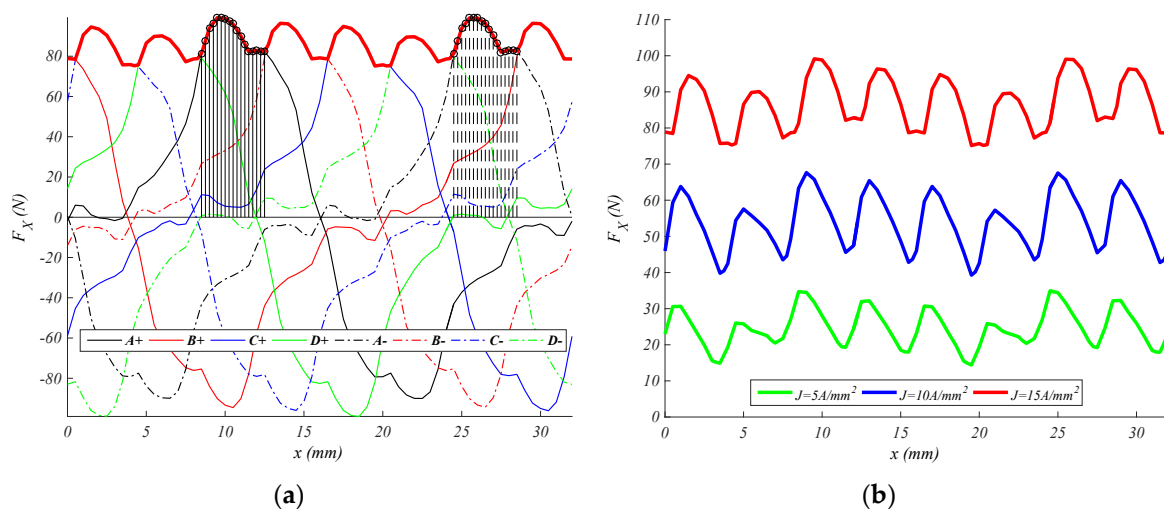 80
60
40
20
0
-20
-40
-60
-80
F_X (N)
A+ B+ C+ D+ A- B- C- D-
0 5 10 15 20 25 30
x (mm)
(a)
110
100
90
80
70
60
50
40
30
20
10
0
F_X (N)
J=5A/mm² J=10A/mm² J=15A/mm²
0 5 10 15 20 25 30
x (mm)
(b)